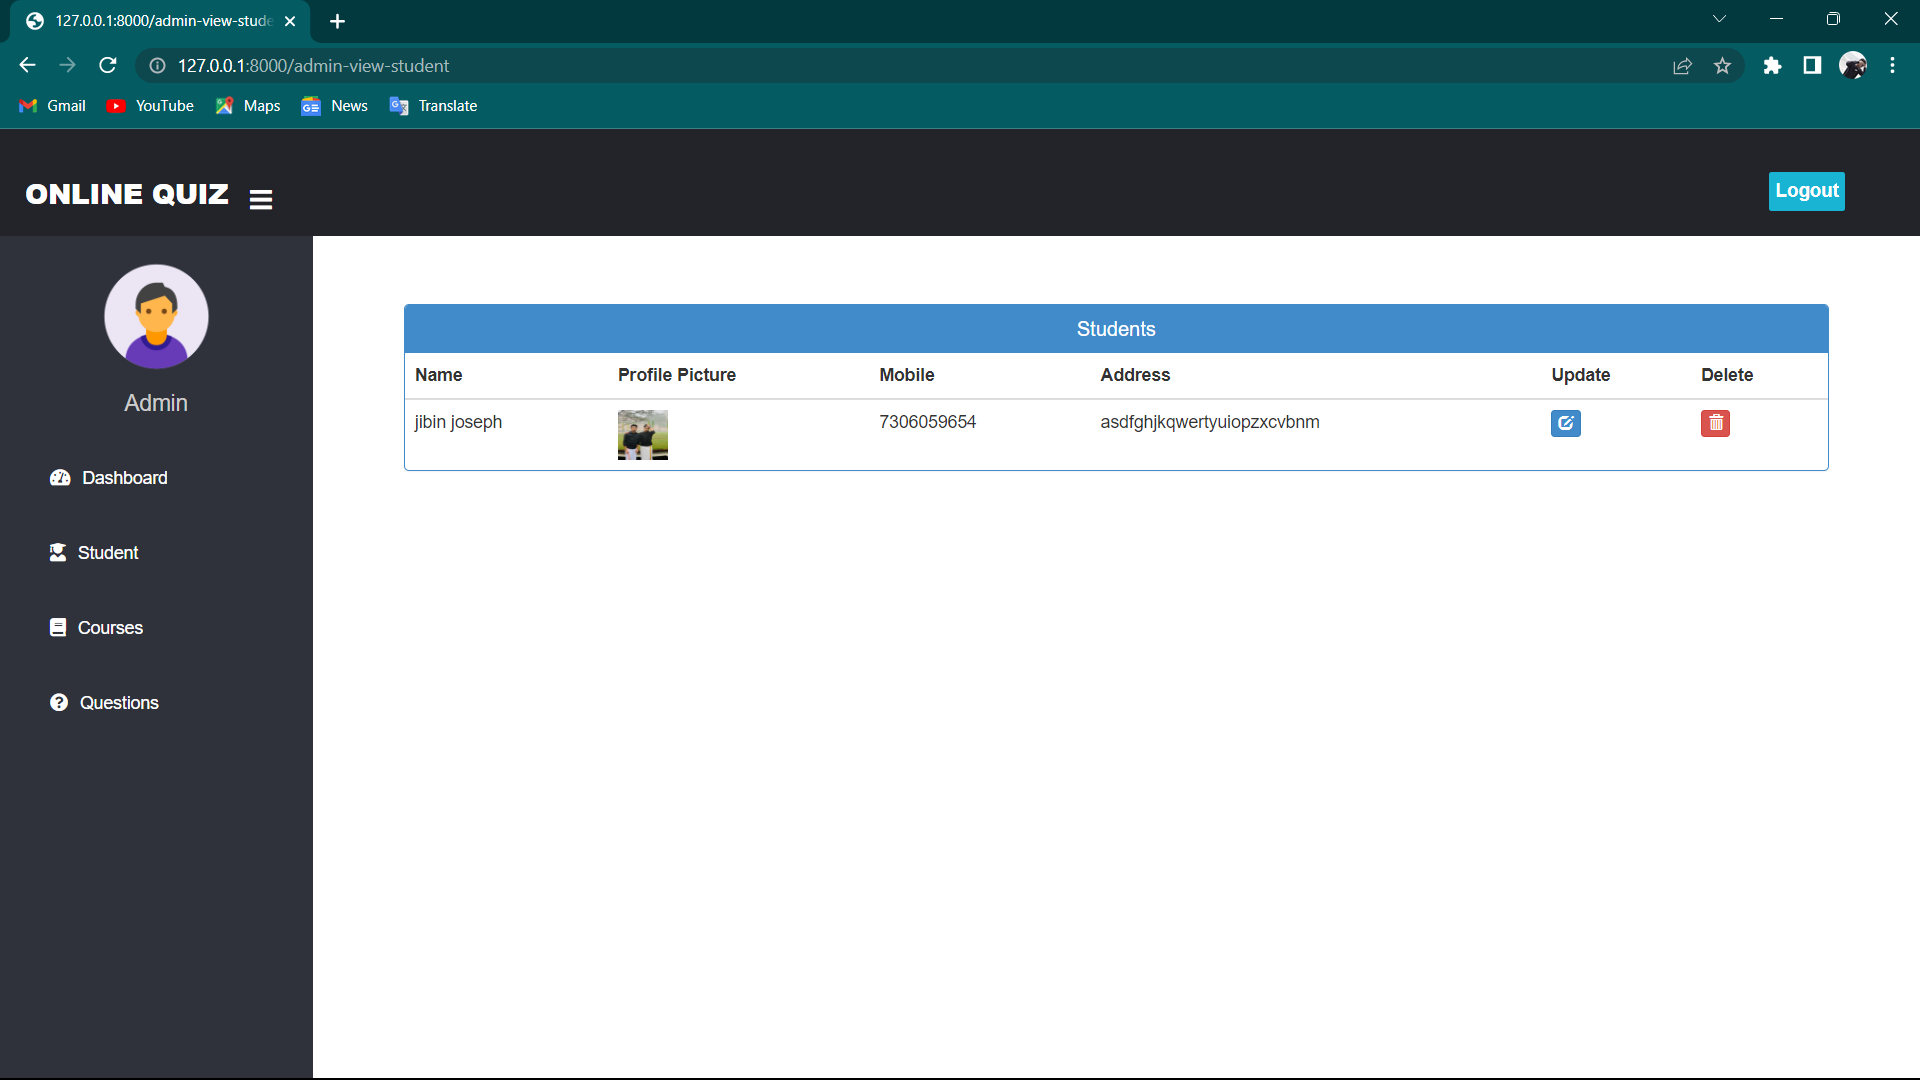 127.0.0.1:8000/admin-view-stude
127.0.0.1:8000/admin-view-student
Gmail YouTube Maps News Translate
ONLINE QUIZ
Logout
Admin
Dashboard
Student
Courses
Questions
Students
Name Profile Picture Mobile Address Update Delete
jibin joseph 7306059654 asdfghjkqwertyuiopzxcvbnm